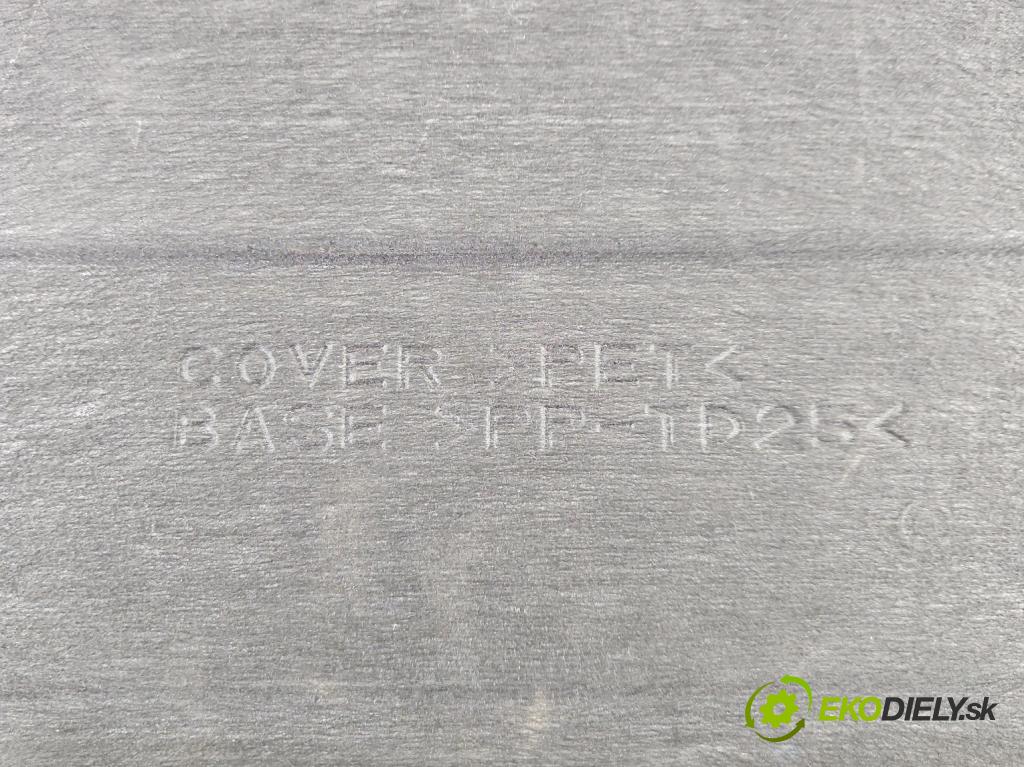 COVER >PET<
BASE >PP-TD25<
EKODIELY.sk